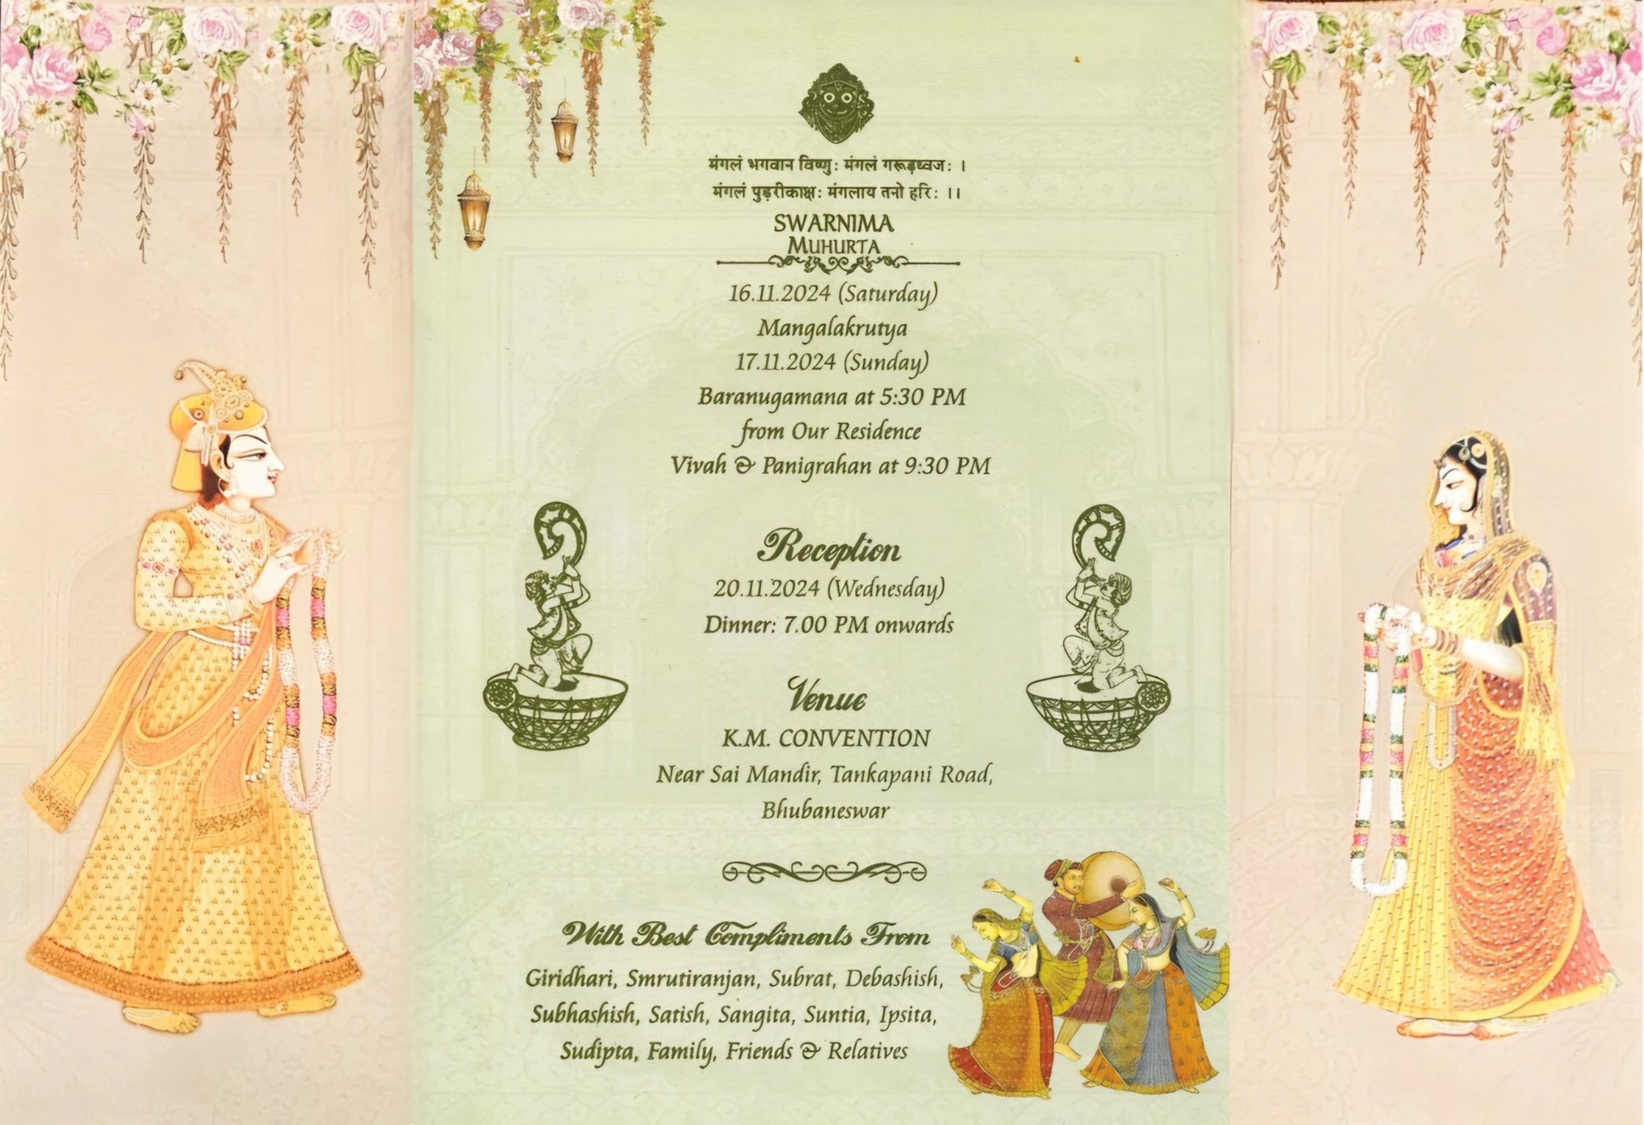 मंगलं भगवान विष्णुः मंगलं गरूड़ध्वजः ।
मंगलं पुड़रीकाक्षः मंगलाय तनो हरिः ।।
SWARNIMA
MUHURTA
16.11.2024 (Saturday)
Mangalakrutya
17.11.2024 (Sunday)
Baranugamana at 5:30 PM
from Our Residence
Vivah & Panigrahan at 9:30 PM
Reception
20.11.2024 (Wednesday)
Dinner: 7.00 PM onwards
Venue
K.M. CONVENTION
Near Sai Mandir, Tankapani Road,
Bhubaneswar
With Best Compliments From
Giridhari, Smrutiranjan, Subrat, Debashish,
Subhashish, Satish, Sangita, Suntia, Ipsita,
Sudipta, Family, Friends & Relatives